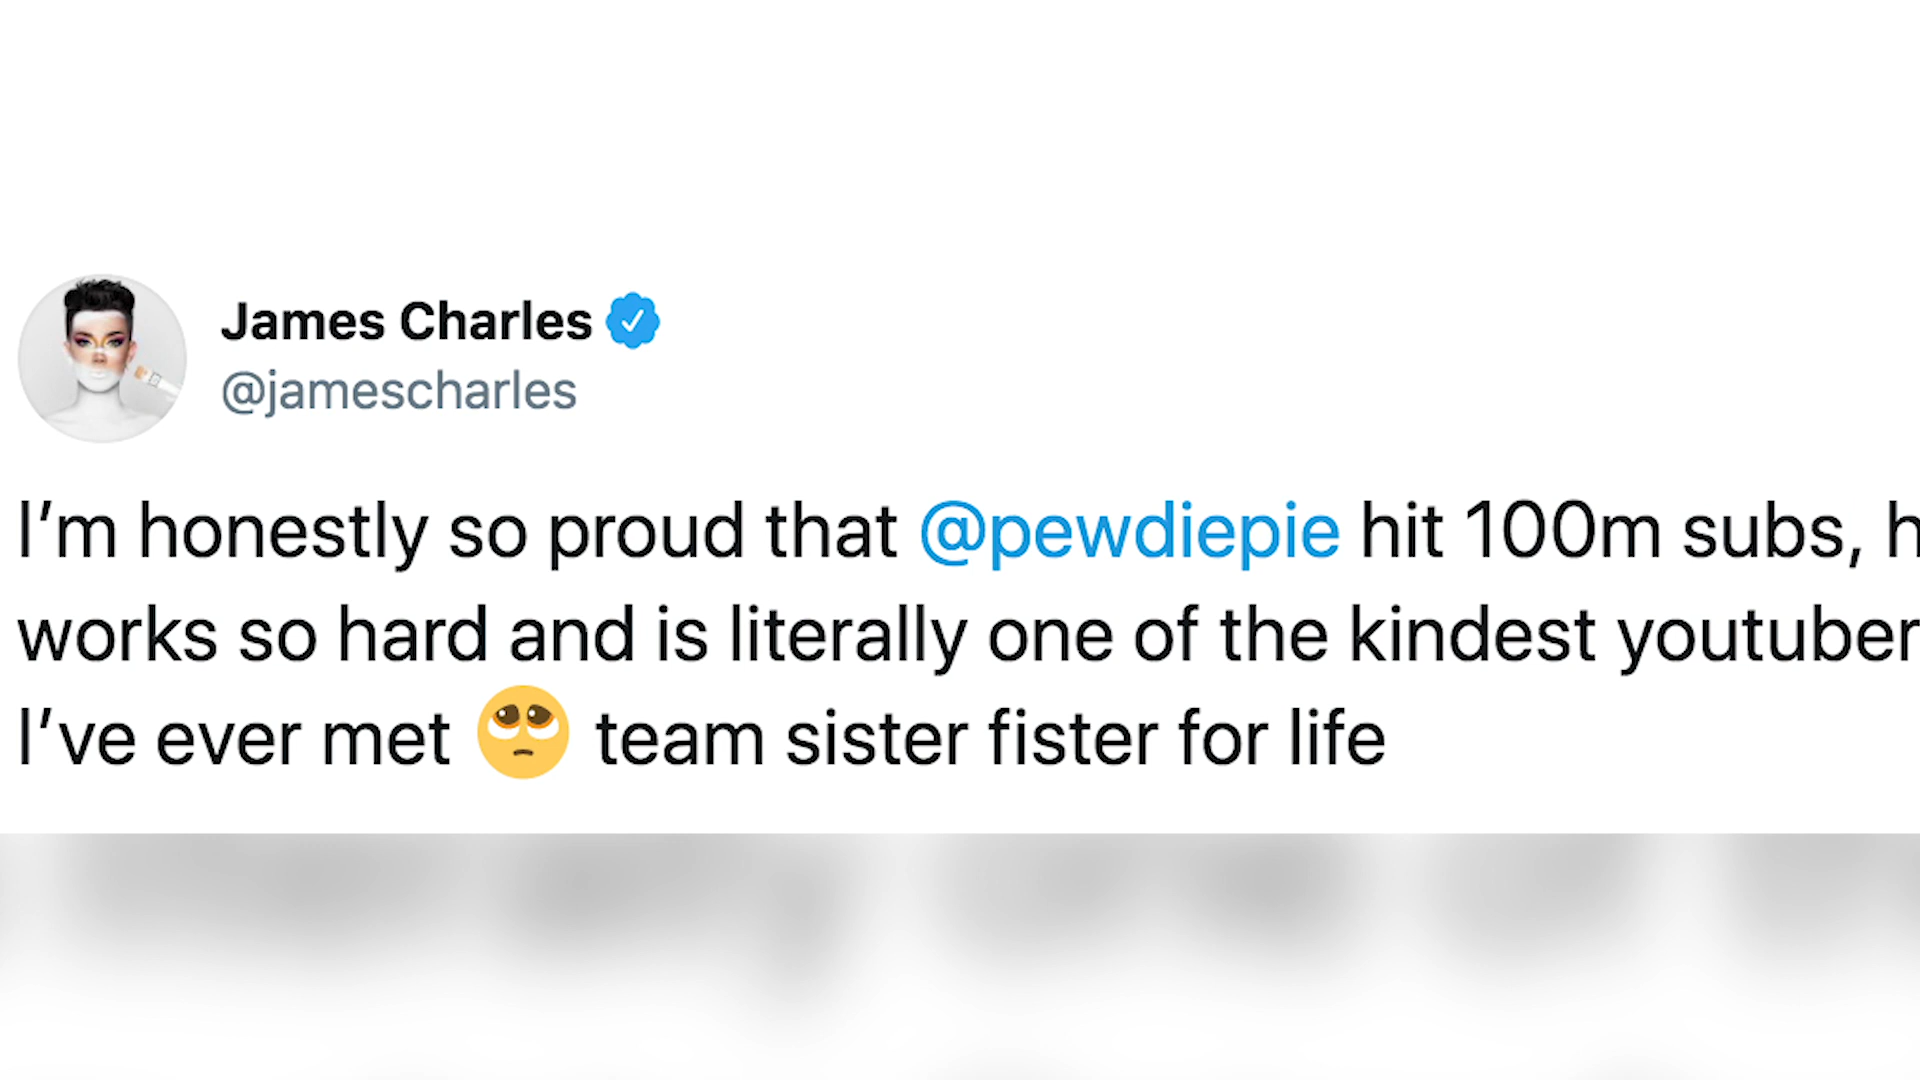 James Charles
@jamescharles
I’m honestly so proud that @pewdiepie hit 100m subs, h
works so hard and is literally one of the kindest youtuber
I’ve ever met 🥺 team sister fister for life